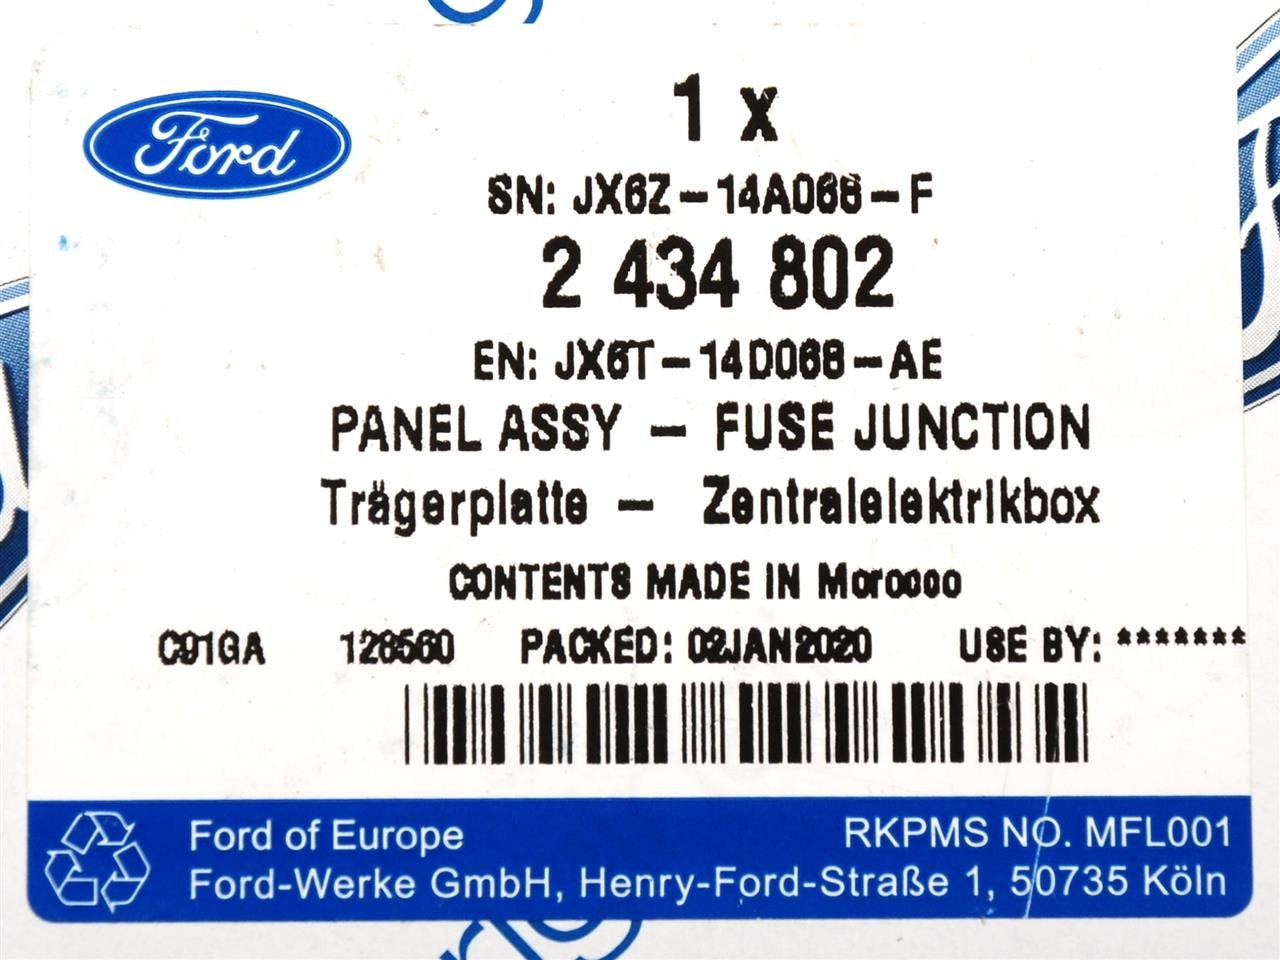 Ford
1 x
SN: JX6Z-14A068-F
2 434 802
EN: JX6T-14D068-AE
PANEL ASSY - FUSE JUNCTION
Trägerplatte - Zentralelektrikbox
CONTENTS MADE IN Morocco
C91GA 128560 PACKED: 02JAN2020 USE BY: *******
Ford of Europe RKPMS NO. MFL001
Ford-Werke GmbH, Henry-Ford-Straße 1, 50735 Köln